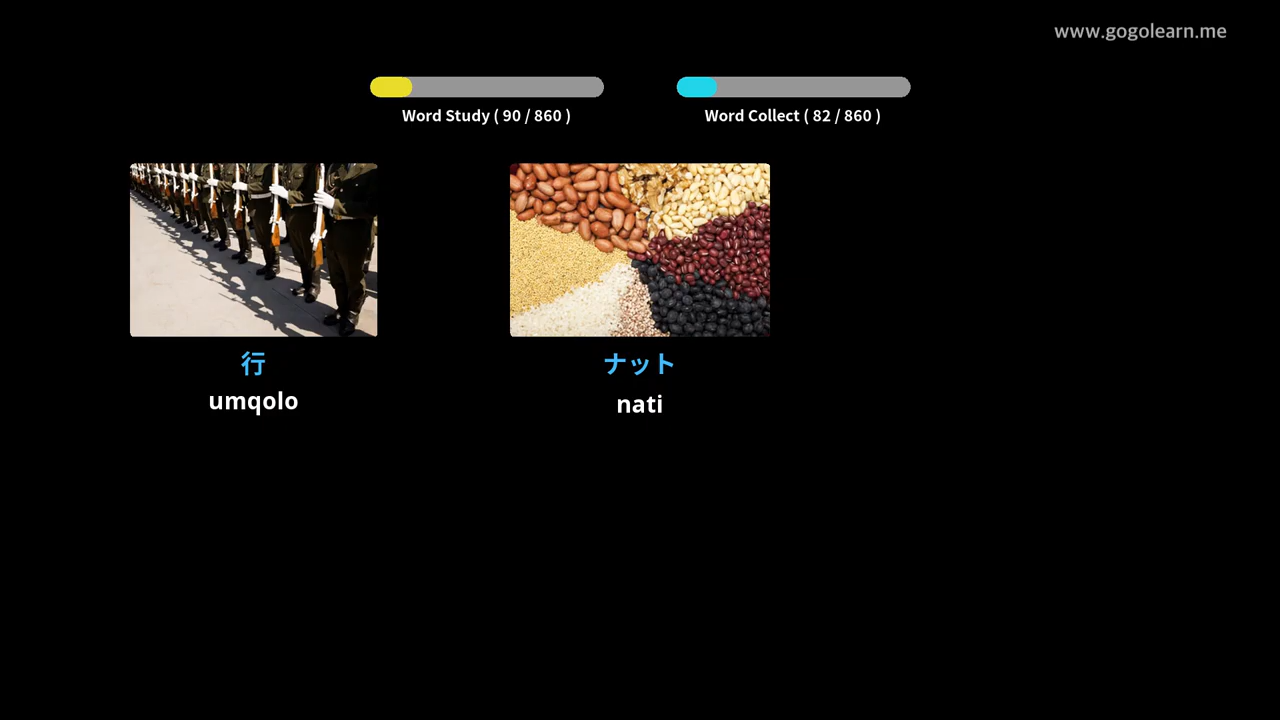 www.gogolearn.me
Word Study ( 90 / 860 )
Word Collect ( 82 / 860 )
行
umqolo
ナット
nati